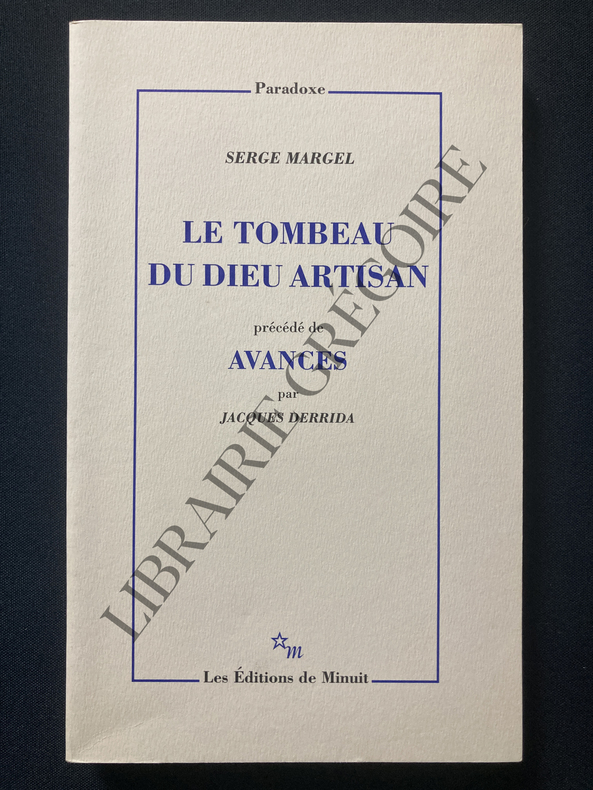 Paradoxe
SERGE MARGEL
LE TOMBEAU
DU DIEU ARTISAN
précédé de
AVANCES
par
JACQUES DERRIDA
LIBRAIRIE GRÉGOIRE
m
Les Éditions de Minuit